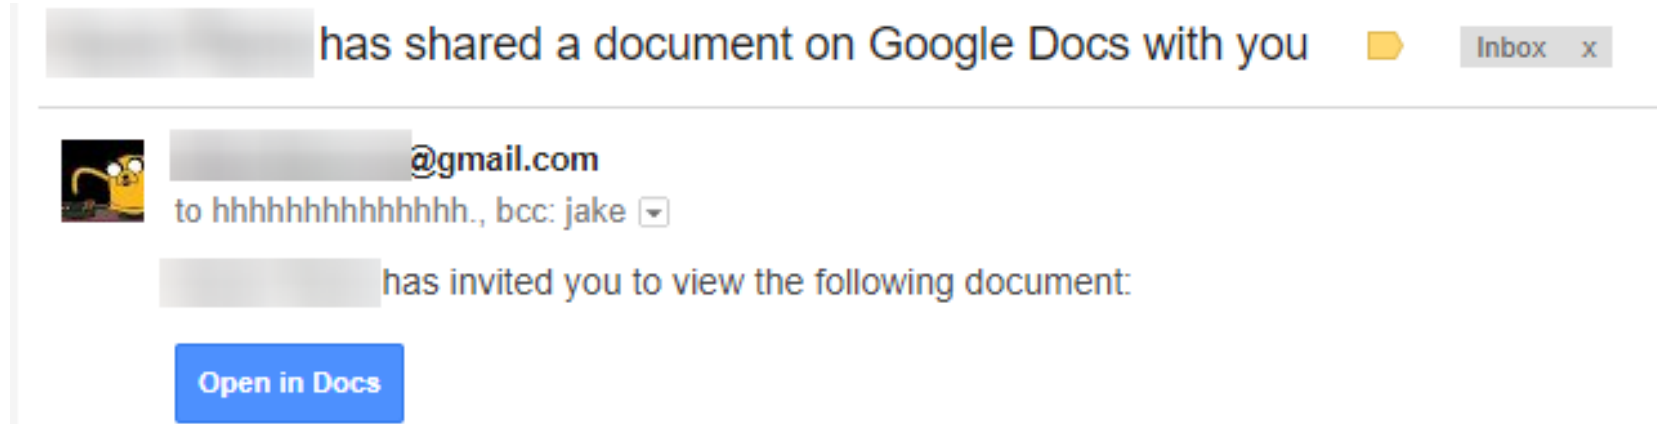 has shared a document on Google Docs with you Inbox x
@gmail.com
to hhhhhhhhhhhhhh., bcc: jake
has invited you to view the following document:
Open in Docs